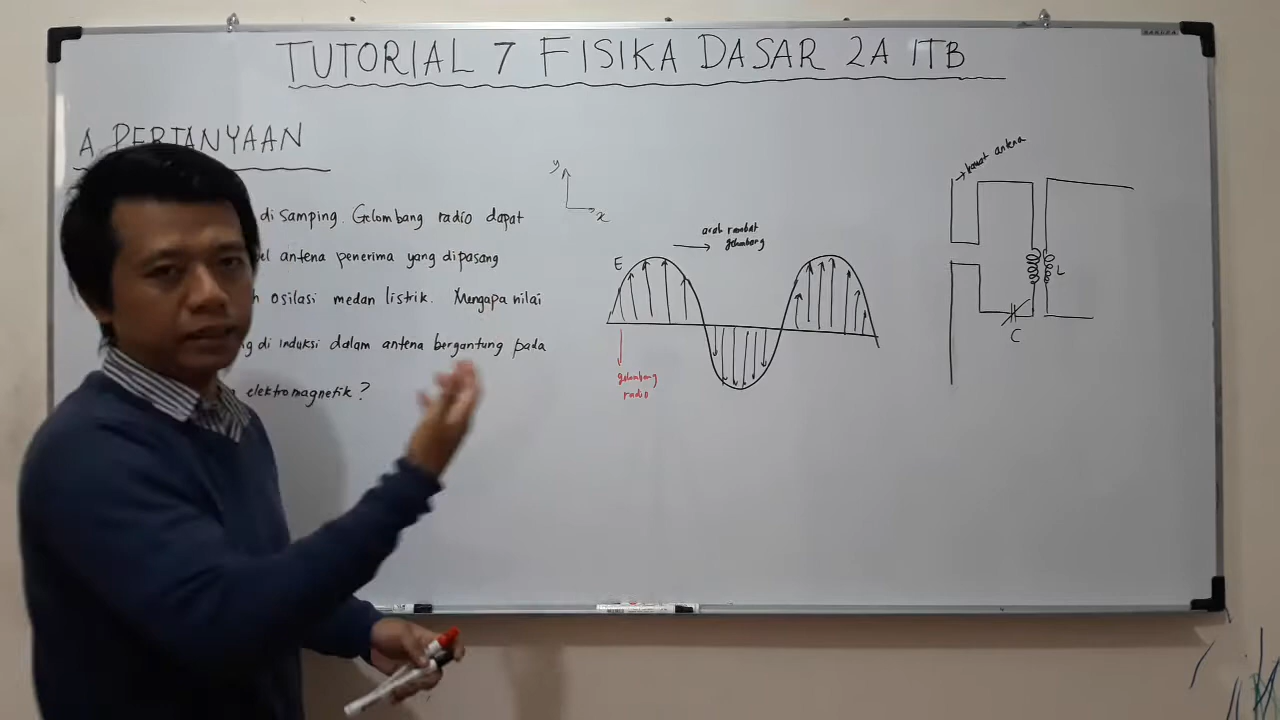 TUTORIAL 7 FISIKA DASAR 2A ITB
A. PERTANYAAN
di samping. Gelombang radio dapat
el antena penerima yang dipasang
h osilasi medan listrik. Mengapa nilai
g di induksi dalam antena bergantung pada
elektromagnetik?
y
x
arah rambat
gelombang
E
gelombang
radio
kawat antena
L
C
SAKURA